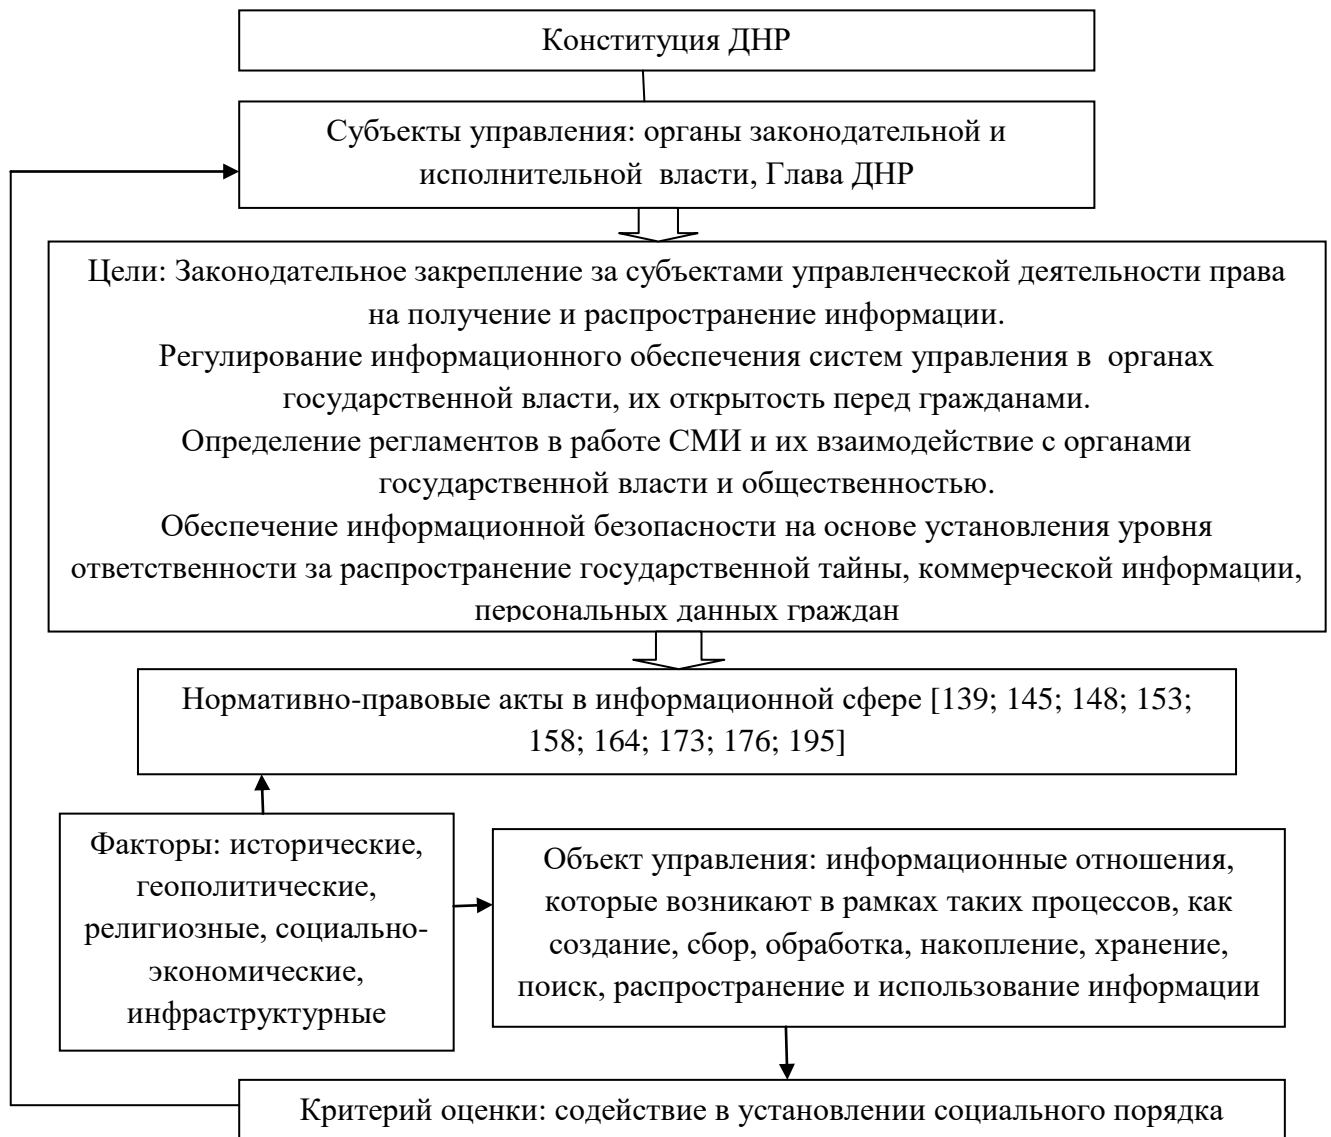 Конституция ДНР
Субъекты управления: органы законодательной и
исполнительной власти, Глава ДНР
Цели: Законодательное закрепление за субъектами управленческой деятельности права
на получение и распространение информации.
Регулирование информационного обеспечения систем управления в органах
государственной власти, их открытость перед гражданами.
Определение регламентов в работе СМИ и их взаимодействие с органами
государственной власти и общественностью.
Обеспечение информационной безопасности на основе установления уровня
ответственности за распространение государственной тайны, коммерческой информации,
персональных данных граждан
Нормативно-правовые акты в информационной сфере [139; 145; 148; 153;
158; 164; 173; 176; 195]
Факторы: исторические,
геополитические,
религиозные, социально-
экономические,
инфраструктурные
Объект управления: информационные отношения,
которые возникают в рамках таких процессов, как
создание, сбор, обработка, накопление, хранение,
поиск, распространение и использование информации
Критерий оценки: содействие в установлении социального порядка